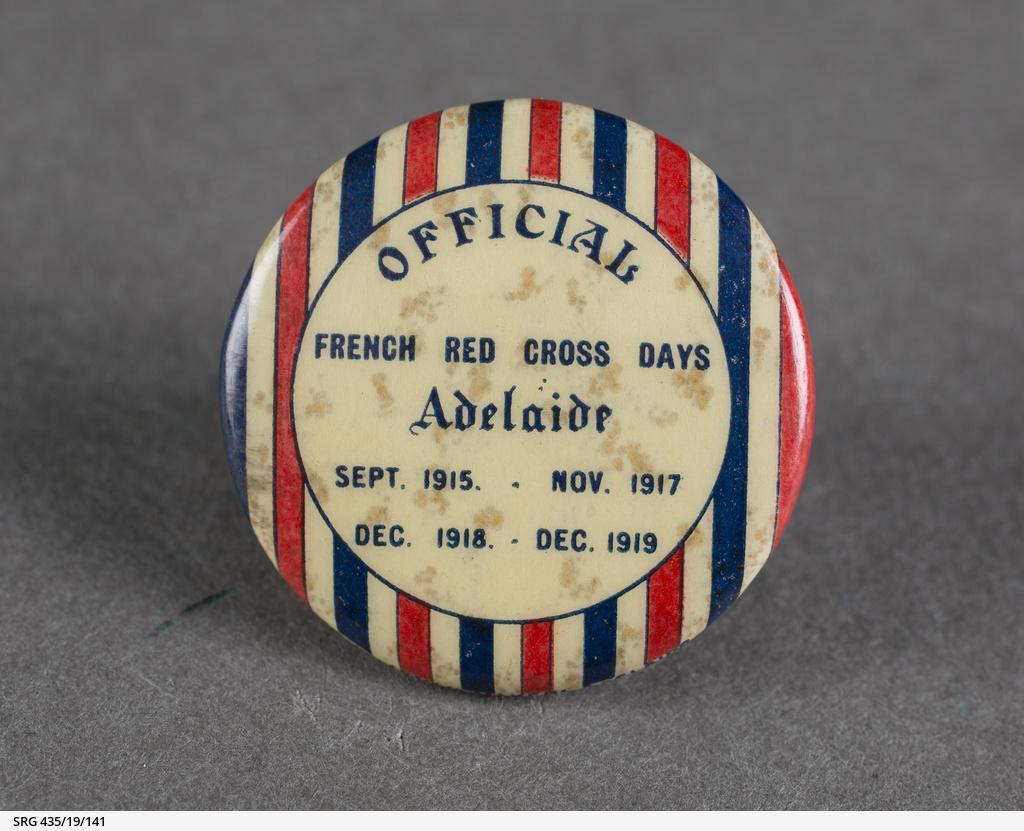 OFFICIAL
FRENCH RED CROSS DAYS
Adelaide
SEPT. 1915. - NOV. 1917
DEC. 1918. - DEC. 1919
SRG 435/19/141